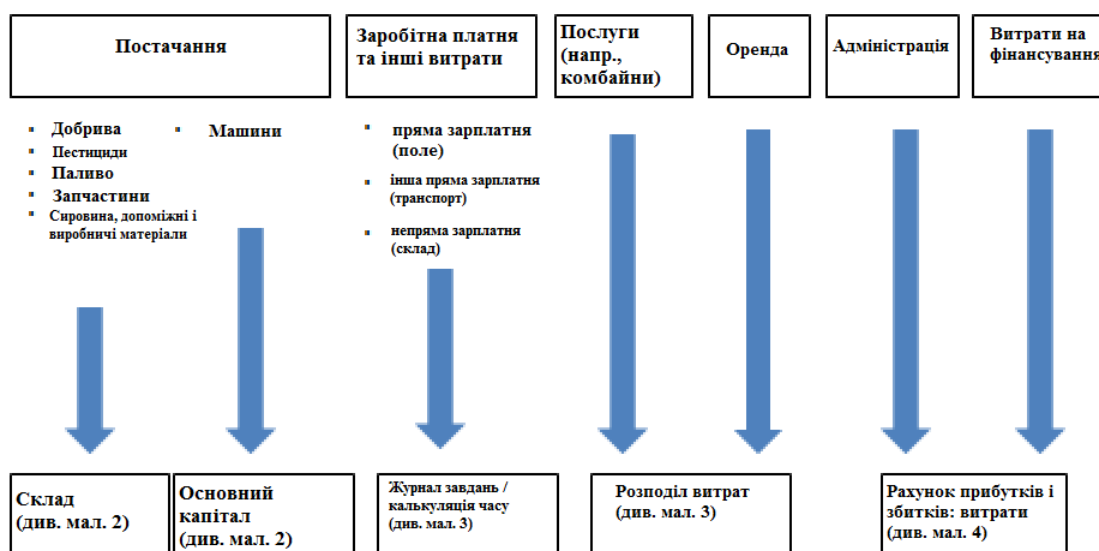 Постачання
Заробітна платня
та інші витрати
Послуги
(напр.,
комбайни)
Оренда
Адміністрація
Витрати на
фінансування
Добрива
Пестициди
Паливо
Запчастини
Сировина, допоміжні і
виробничі матеріали
Машини
пряма зарплатня
(поле)
інша пряма зарплатня
(транспорт)
непряма зарплатня
(склад)
Склад
(див. мал. 2)
Основний
капітал
(див. мал. 2)
Журнал завдань /
калькуляція часу
(див. мал. 3)
Розподіл витрат
(див. мал. 3)
Рахунок прибутків і
збитків: витрати
(див. мал. 4)